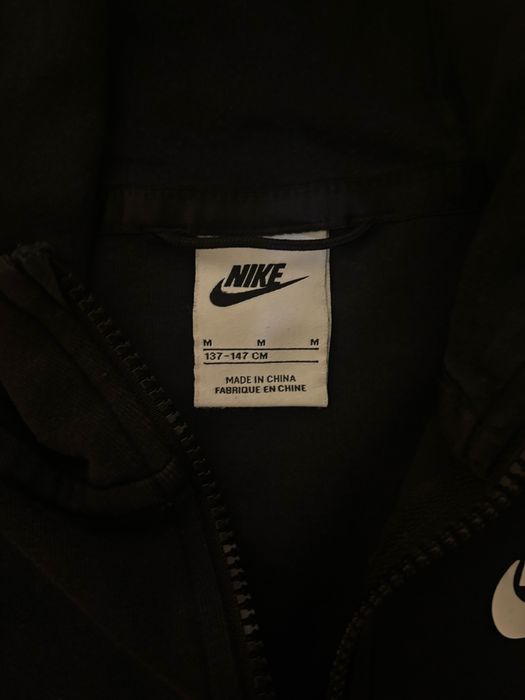 NIKE
M M M
137-147 CM
MADE IN CHINA
FABRIQUE EN CHINE